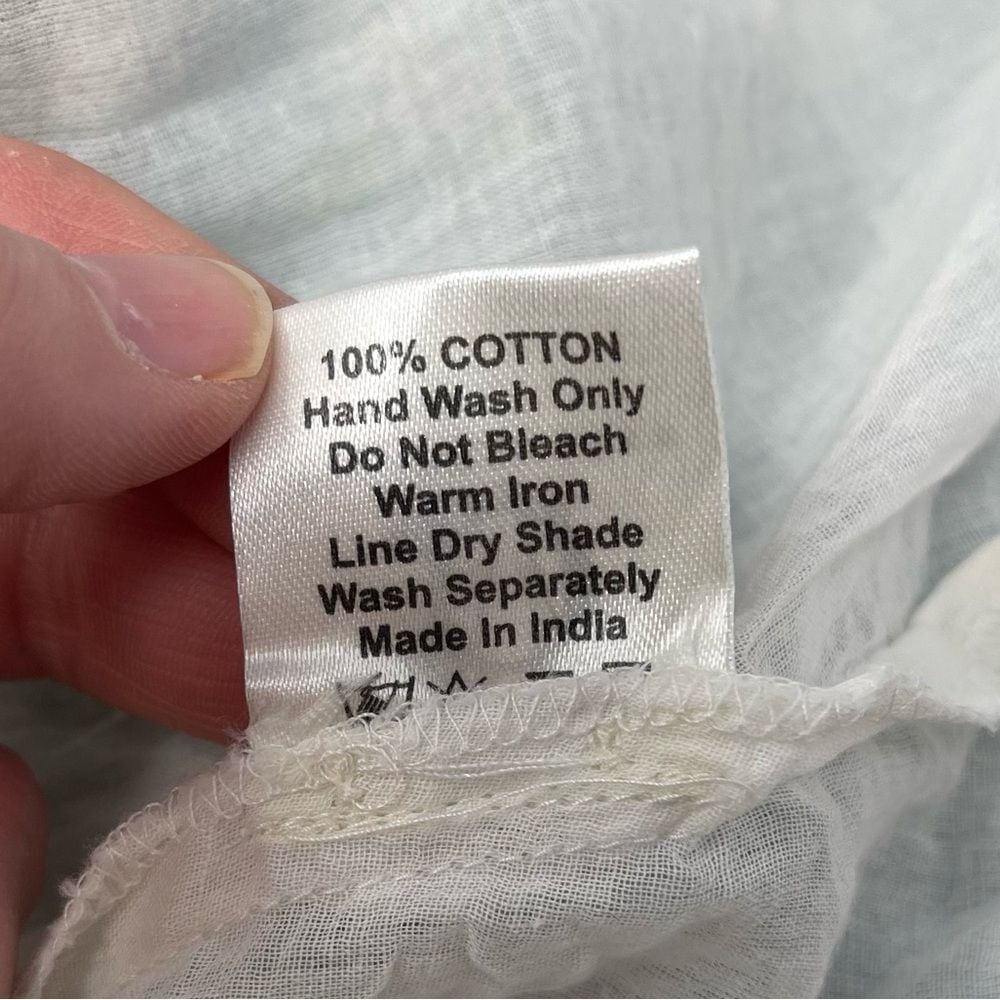 100% COTTON
Hand Wash Only
Do Not Bleach
Warm Iron
Line Dry Shade
Wash Separately
Made In India